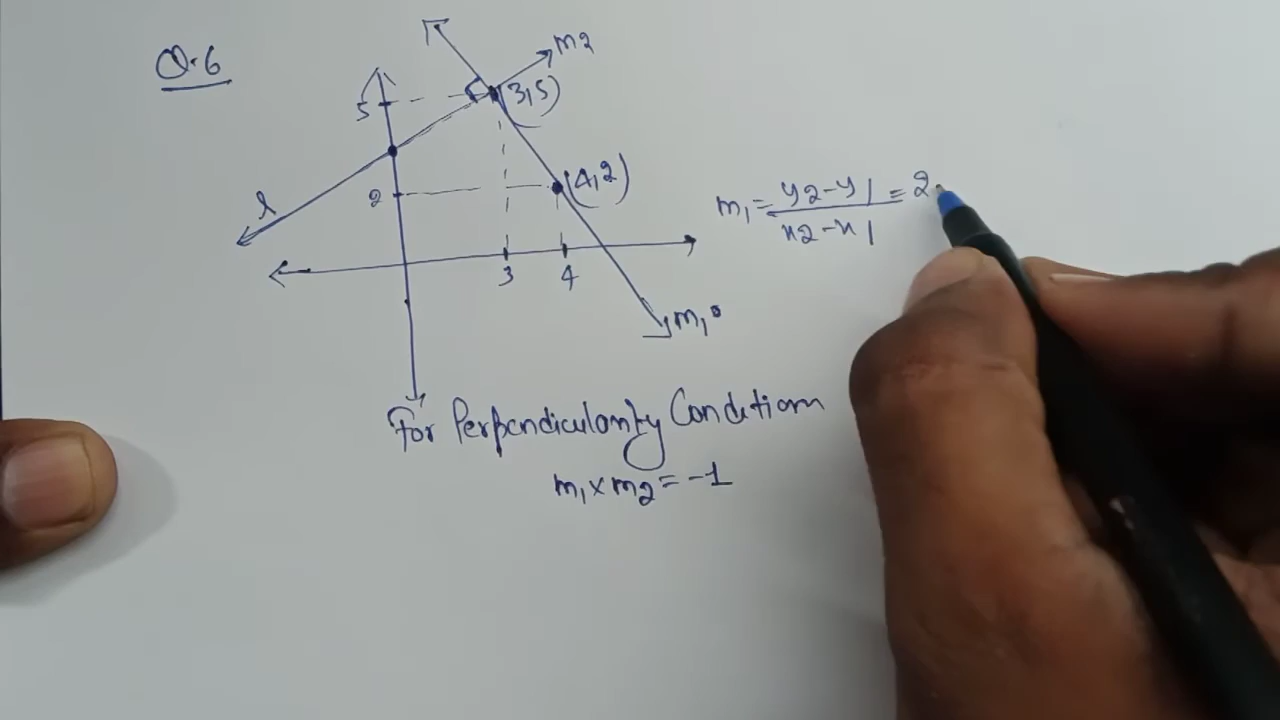 Q.6
m2
5
(3,5)
2
(4,2)
l
3
4
m1
m1 = y2-y1 / x2-x1 = 2
For Perpendicularity Condition
m1 x m2 = -1